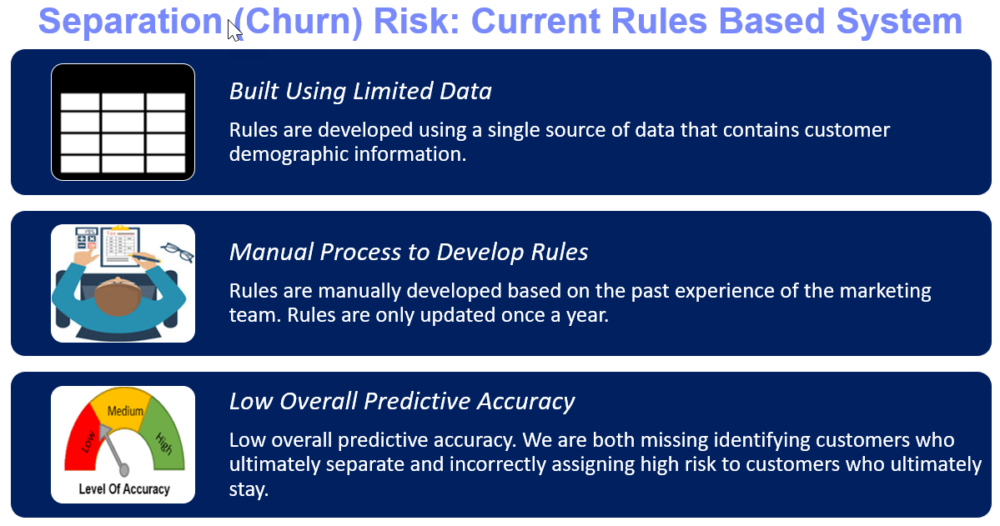 Separation (Churn) Risk: Current Rules Based System
Built Using Limited Data
Rules are developed using a single source of data that contains customer
demographic information.
Manual Process to Develop Rules
Rules are manually developed based on the past experience of the marketing
team. Rules are only updated once a year.
Low Overall Predictive Accuracy
Low
Medium
High
Level Of Accuracy
Low overall predictive accuracy. We are both missing identifying customers who
ultimately separate and incorrectly assigning high risk to customers who ultimately
stay.